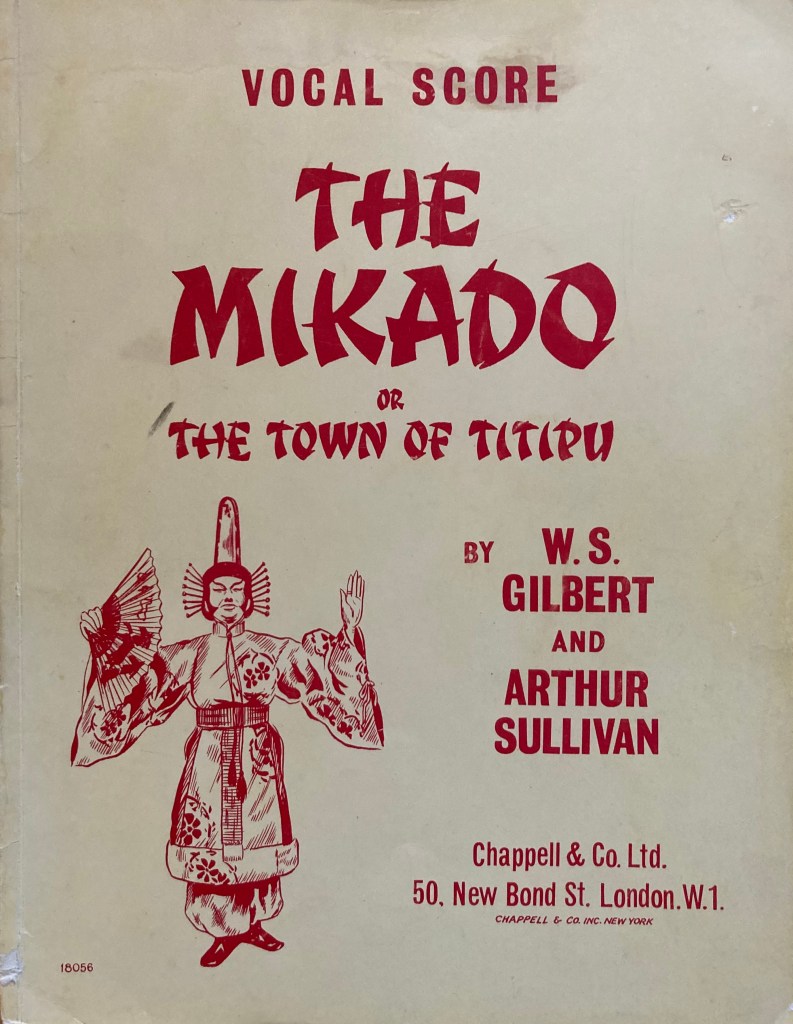 VOCAL SCORE
THE
MIKADO
OR
THE TOWN OF TITIPU
BY W. S.
GILBERT
AND
ARTHUR
SULLIVAN
Chappell & Co. Ltd.
50, New Bond St. London. W.1.
CHAPPELL & CO. INC. NEW YORK
18056